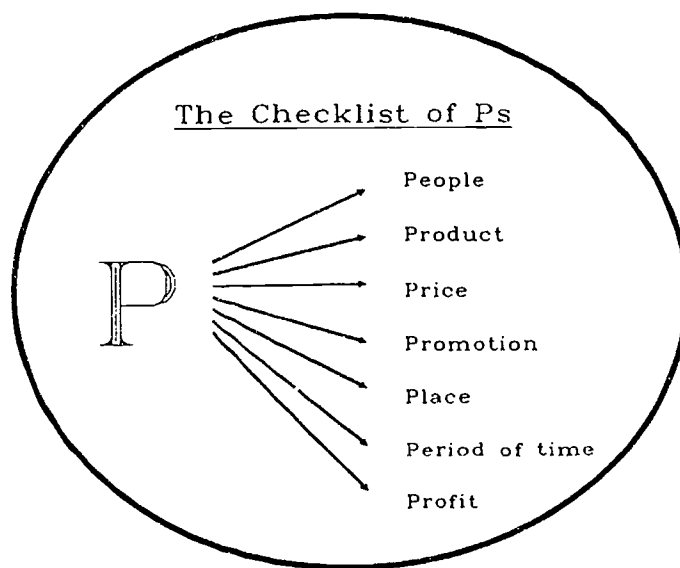 The Checklist of Ps
People
Product
P
Price
Promotion
Place
Period of time
Profit